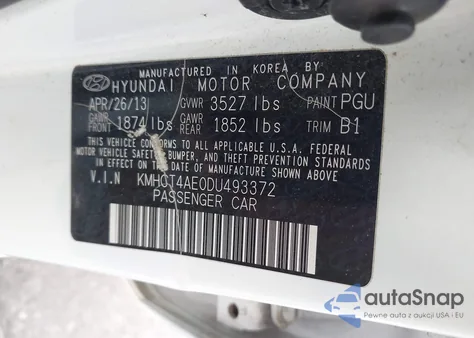 MANUFACTURED IN KOREA BY
HYUNDAI MOTOR COMPANY
APR/26/13 GVWR 3527 lbs PAINT PGU
GAWR FRONT 1874 lbs GAWR REAR 1852 lbs TRIM B1
THIS VEHICLE CONFORMS TO ALL APPLICABLE U.S.A. FEDERAL
MOTOR VEHICLE SAFETY, BUMPER, AND THEFT PREVENTION STANDARDS
IN EFFECT ON THE DATE OF MANUFACTURE SHOWN ABOVE.
V.I.N KMHCT4AE0DU493372
PASSENGER CAR
autoSnap
Pewne auta z aukcji USA i EU